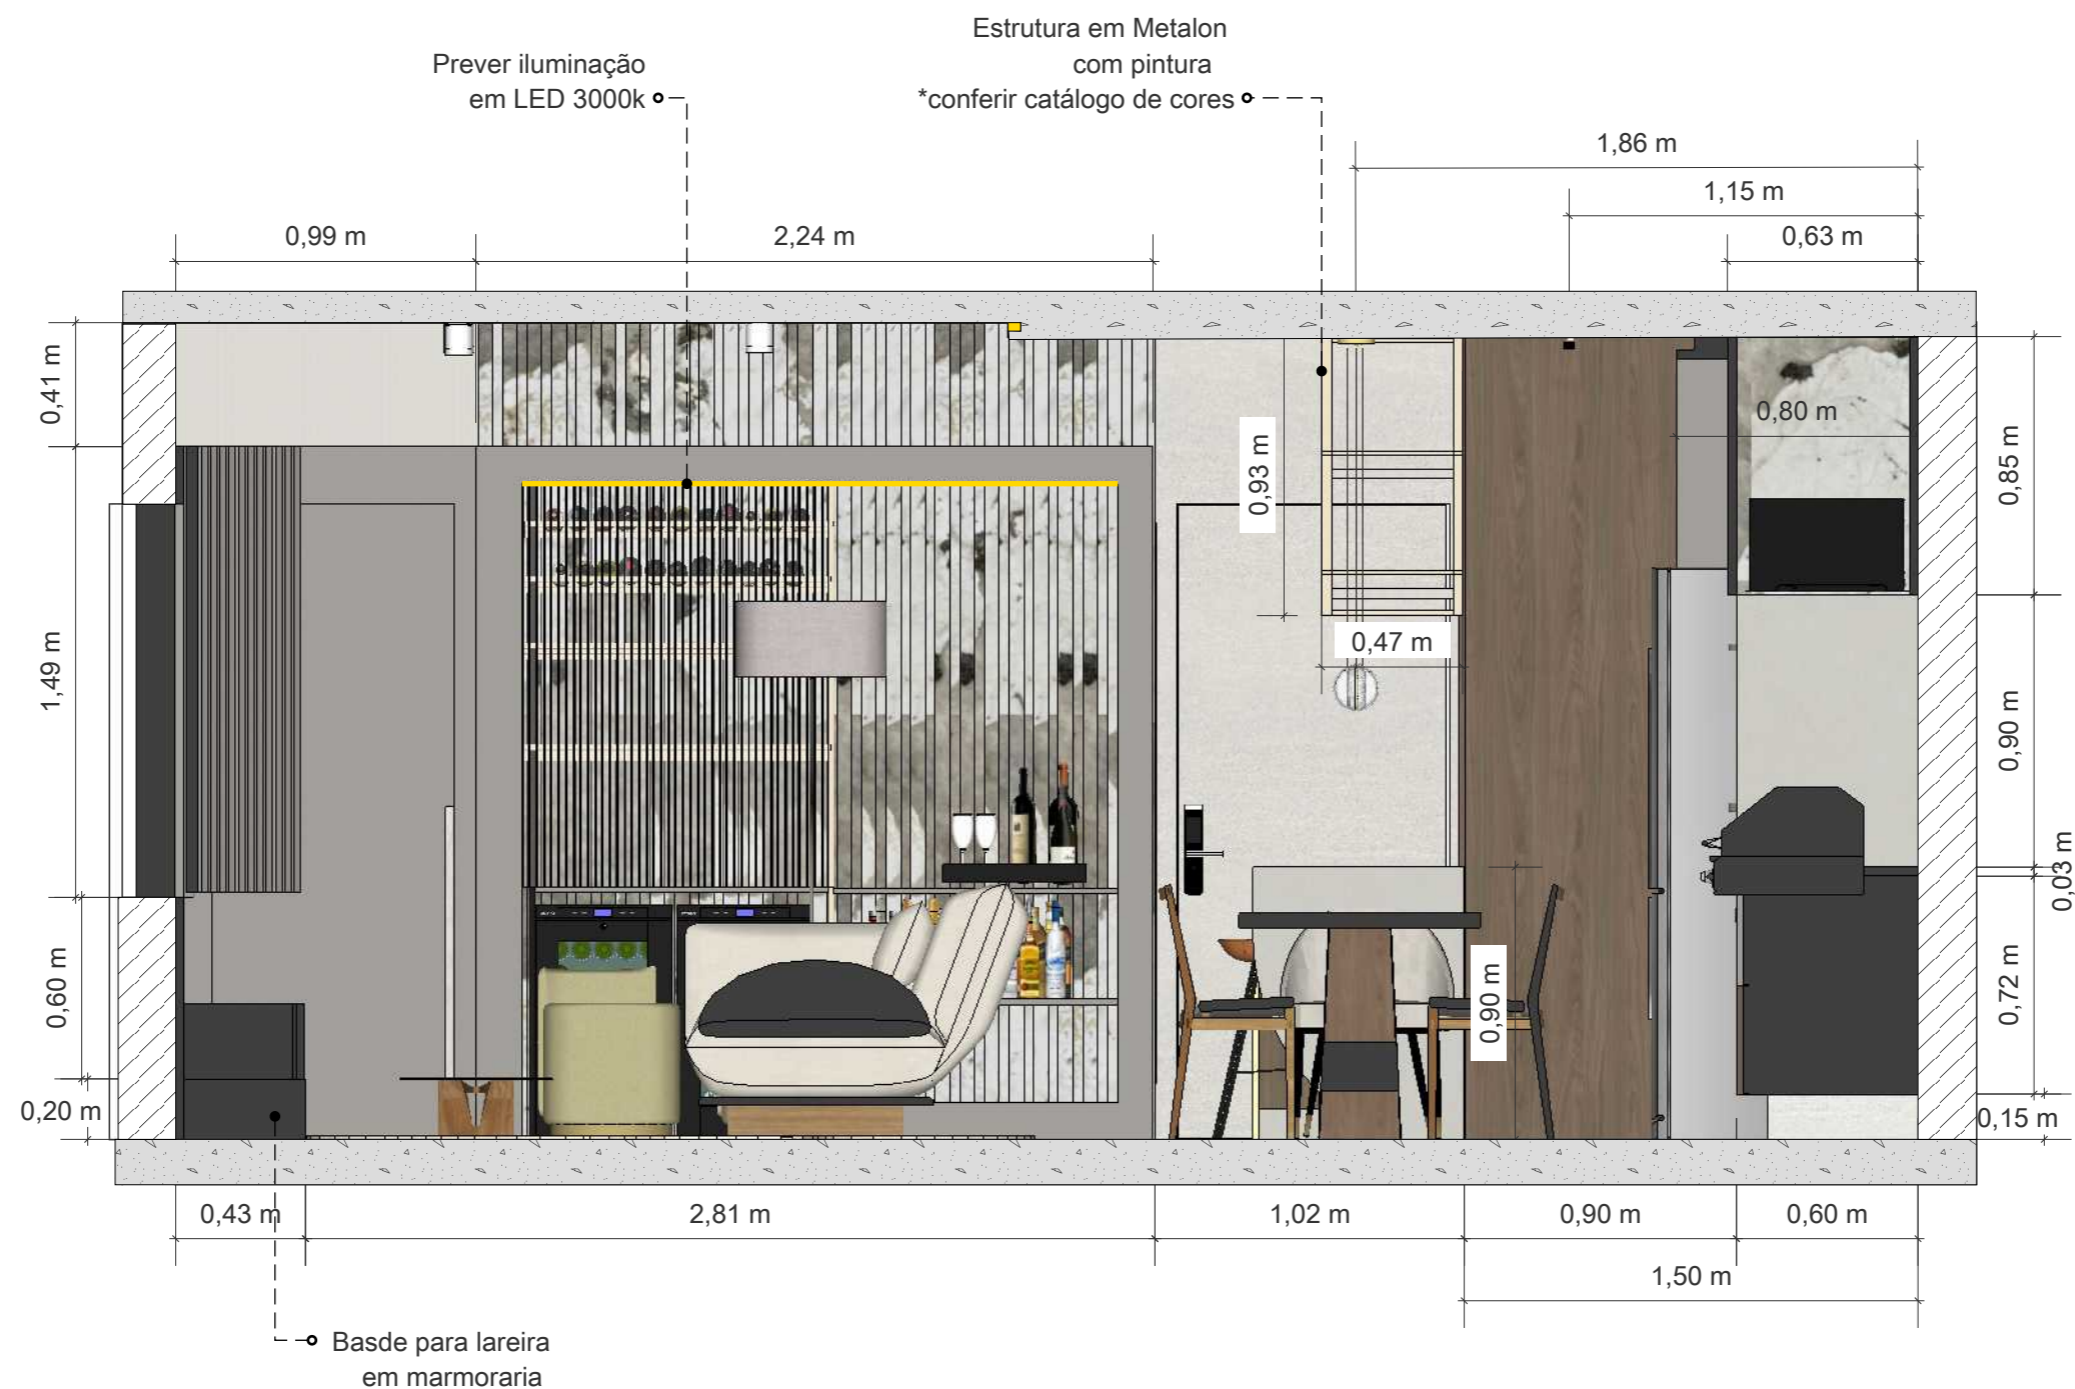 Estrutura em Metalon
com pintura
*conferir catálogo de cores
Prever iluminação
em LED 3000k
1,86 m
1,15 m
0,99 m
2,24 m
0,63 m
0,41 m
0,80 m
0,93 m
0,85 m
0,47 m
1,49 m
0,90 m
0,03 m
0,60 m
0,90 m
0,72 m
0,20 m
0,15 m
0,43 m
2,81 m
1,02 m
0,90 m
0,60 m
1,50 m
Basde para lareira
em marmoraria